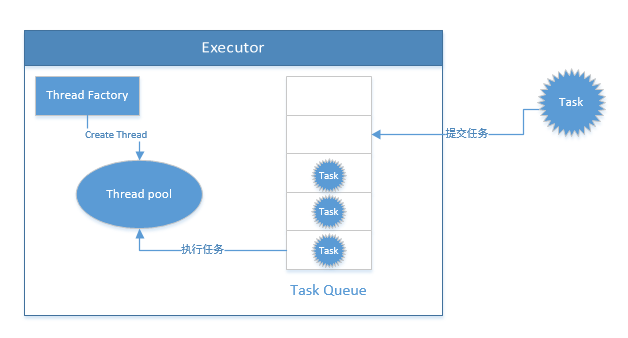 Executor
Thread Factory
Task
Create Thread
提交任务
Task
Thread pool
Task
执行任务
Task
Task Queue